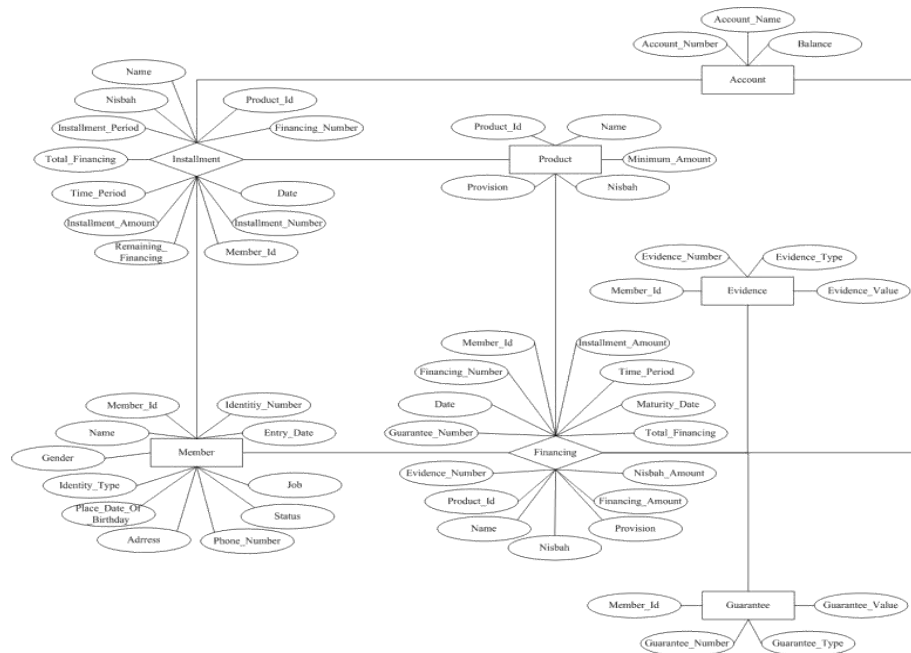 Account_Name
Account_Number
Balance
Account
Name
Nisbah
Product_Id
Installment_Period
Financing_Number
Total_Financing
Installment
Time_Period
Date
Installment_Amount
Installment_Number
Remaining_
Financing
Member_Id
Product_Id
Name
Product
Minimum_Amount
Provision
Nisbah
Evidence_Number
Evidence_Type
Member_Id
Evidence
Evidence_Value
Member_Id
Installment_Amount
Financing_Number
Time_Period
Date
Maturity_Date
Guarantee_Number
Total_Financing
Financing
Evidence_Number
Nisbah_Amount
Product_Id
Financing_Amount
Name
Provision
Nisbah
Member_Id
Identitiy_Number
Name
Entry_Date
Gender
Member
Identity_Type
Job
Place_Date_Of
Birthday
Status
Adrress
Phone_Number
Member_Id
Guarantee
Guarantee_Value
Guarantee_Number
Guarantee_Type